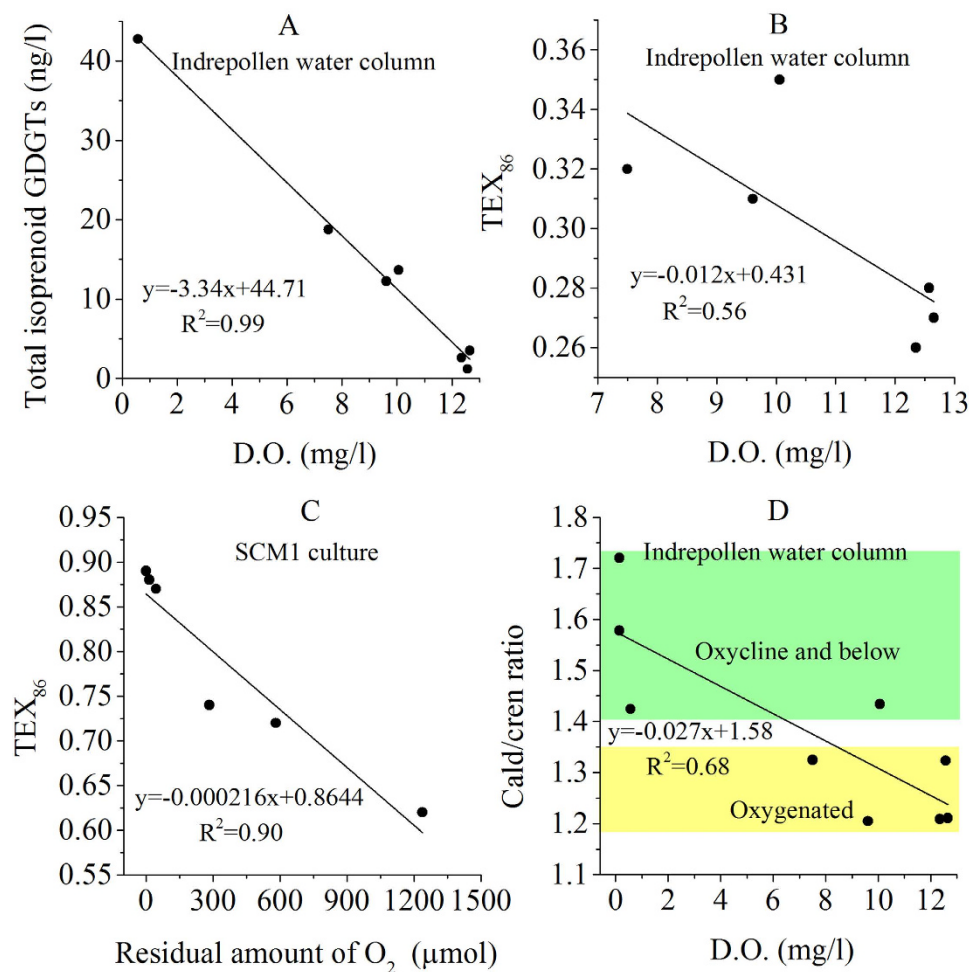 A
Indrepollen water column
Total isoprenoid GDGTs (ng/l)
40
30
20
10
0
y=-3.34x+44.71
R²=0.99
0 2 4 6 8 10 12
D.O. (mg/l)
B
Indrepollen water column
TEX₈₆
0.36
0.34
0.32
0.30
0.28
0.26
y=-0.012x+0.431
R²=0.56
7 8 9 10 11 12 13
D.O. (mg/l)
C
SCM1 culture
TEX₈₆
0.95
0.90
0.85
0.80
0.75
0.70
0.65
0.60
0.55
y=-0.000216x+0.8644
R²=0.90
0 300 600 900 1200 1500
Residual amount of O₂ (µmol)
D
Indrepollen water column
Cald/cren ratio
1.8
1.7
1.6
1.5
1.4
1.3
1.2
1.1
Oxycline and below
y=-0.027x+1.58
R²=0.68
Oxygenated
0 2 4 6 8 10 12
D.O. (mg/l)